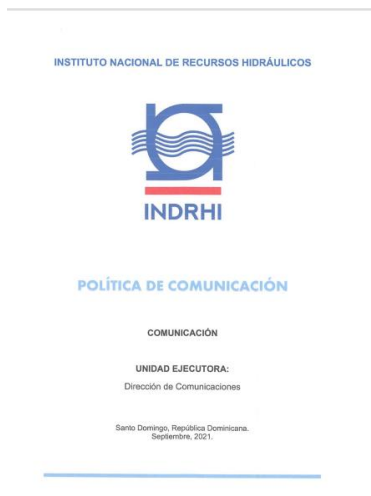 INSTITUTO NACIONAL DE RECURSOS HIDRÁULICOS
INDRHI
POLÍTICA DE COMUNICACIÓN
COMUNICACIÓN
UNIDAD EJECUTORA:
Dirección de Comunicaciones
Santo Domingo, República Dominicana.
Septiembre, 2021.